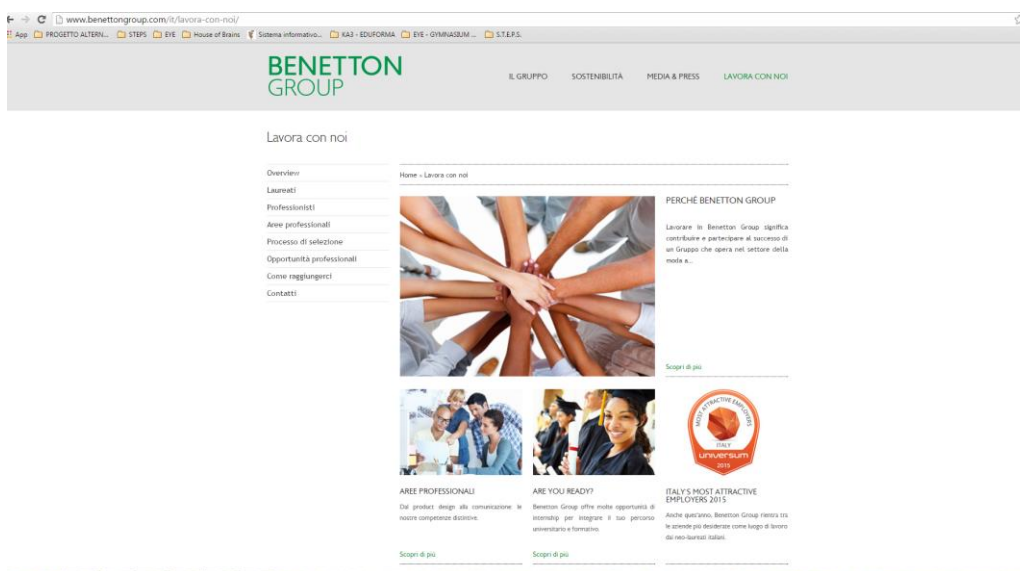 www.benettongroup.com/it/lavora-con-noi/
App PROGETTO ALTERN... STEPS EYE House of Brains Sistema informativo... KA3 - EDUFORMA EYE - GYMNASIUM ... S.T.E.P.S.
BENETTON
GROUP
IL GRUPPO SOSTENIBILITÀ MEDIA & PRESS LAVORA CON NOI
Lavora con noi
Overview
Laureati
Professionisti
Aree professionali
Processo di selezione
Opportunità professionali
Come raggiungerci
Contatti
Home » Lavora con noi
PERCHÉ BENETTON GROUP
Lavorare in Benetton Group significa
contribuire e partecipare al successo di
un Gruppo che opera nel settore della
moda a...
Scopri di più
AREE PROFESSIONALI
Dal product design alla comunicazione le
nostre competenze distintive.
Scopri di più
ARE YOU READY?
Benetton Group offre molte opportunità di
internship per integrare il tuo percorso
universitario e formativo.
Scopri di più
MOST ATTRACTIVE EMPLOYERS
ITALY
universum
2015
ITALY'S MOST ATTRACTIVE
EMPLOYERS 2015
Anche quest'anno, Benetton Group rientra tra
le aziende più desiderate come luogo di lavoro
dai neo-laureati italiani.